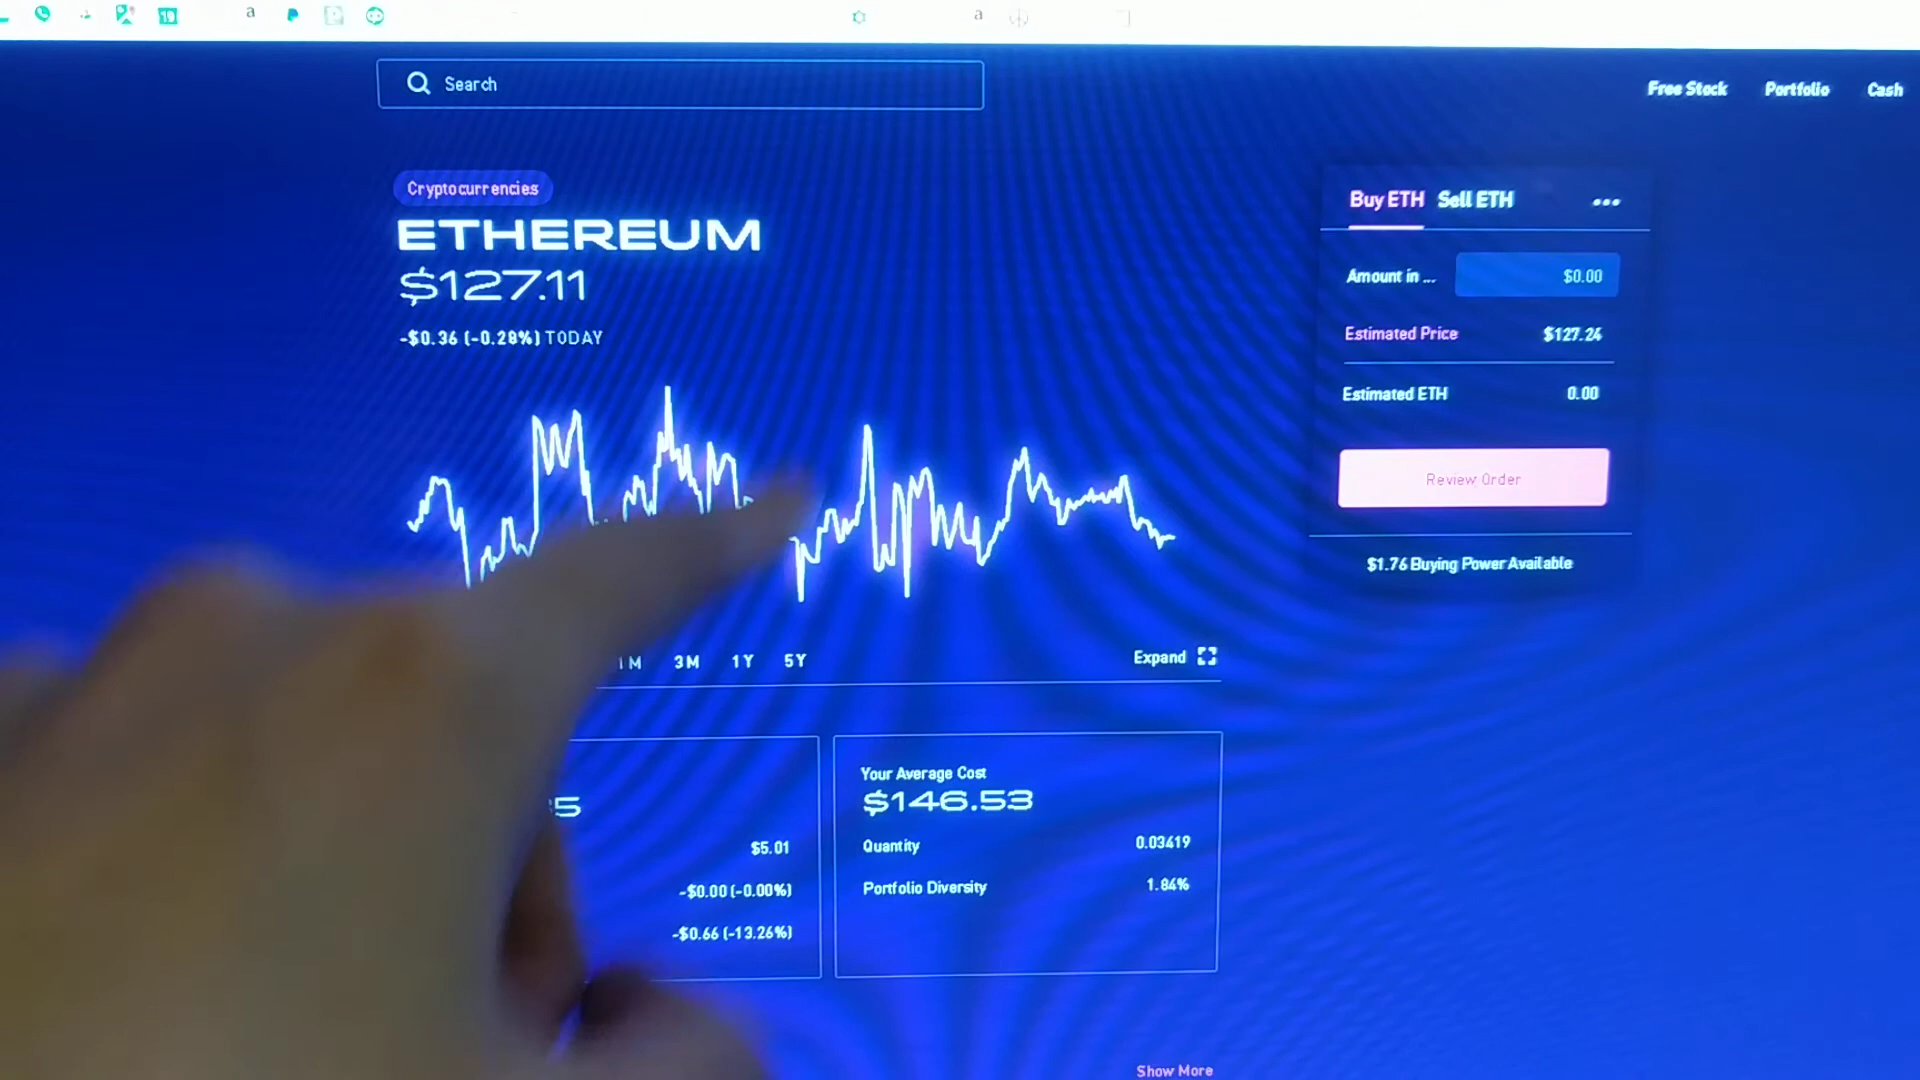 19
a
a
Search
Free Stock
Portfolio
Cash
Cryptocurrencies
ETHEREUM
$127.11
-$0.36 (-0.28%) TODAY
Buy ETH
Sell ETH
Amount in ...
$0.00
Estimated Price
$127.24
Estimated ETH
0.00
Review Order
$1.76 Buying Power Available
1M
3M
1Y
5Y
Expand
5
$5.01
-$0.00 (-0.00%)
-$0.66 (-13.26%)
Your Average Cost
$146.53
Quantity
0.03419
Portfolio Diversity
1.84%
Show More